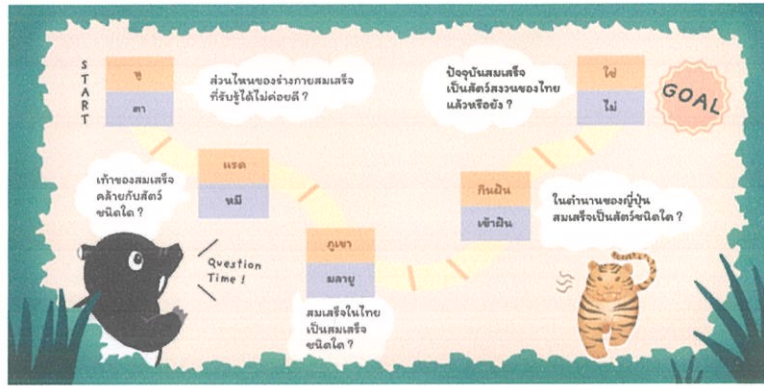 START
หู
ตา
ส่วนไหนของร่างกายสมเสร็จ
ที่รับรู้ได้ไม่ค่อยดี ?
ปัจจุบันสมเสร็จ
เป็นสัตว์สงวนของไทย
แล้วหรือยัง ?
ใช่
ไม่
GOAL
เท้าของสมเสร็จ
คล้ายกับสัตว์
ชนิดใด ?
แรด
หมี
กินฝัน
เข้าฝัน
ในตำนานของญี่ปุ่น
สมเสร็จเป็นสัตว์ชนิดใด ?
Question
Time !
ภูเขา
มลายู
สมเสร็จในไทย
เป็นสมเสร็จ
ชนิดใด ?